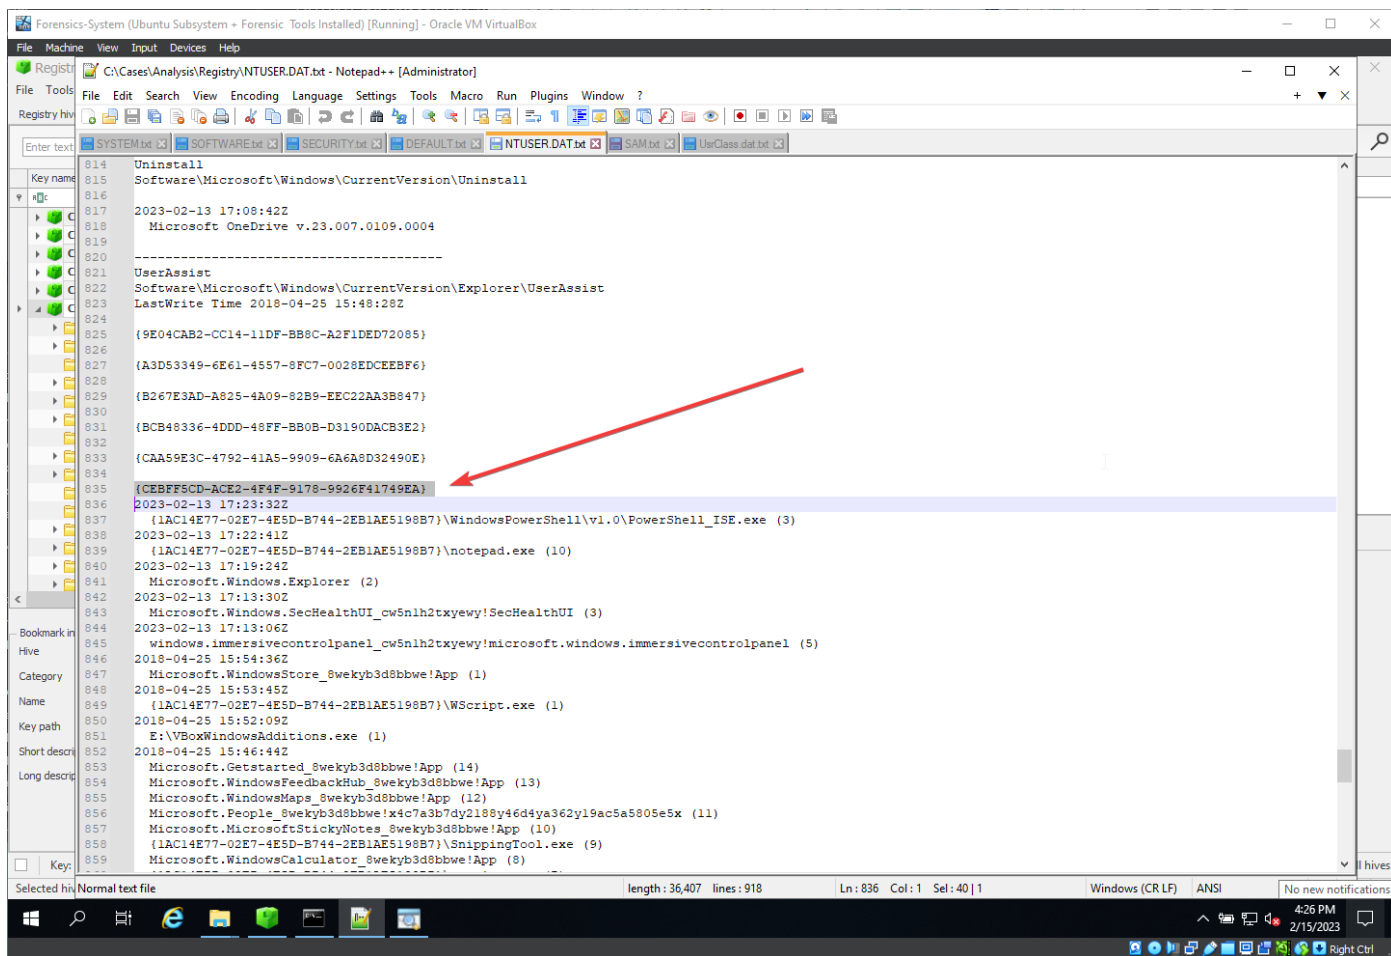 Forensics-System (Ubuntu Subsystem + Forensic Tools Installed) [Running] - Oracle VM VirtualBox
File Machine View Input Devices Help
Registr
C:\Cases\Analysis\Registry\NTUSER.DAT.txt - Notepad++ [Administrator]
File Tools
File Edit Search View Encoding Language Settings Tools Macro Run Plugins Window ?
Registry hiv
Enter text
SYSTEM.txt SOFTWARE.txt SECURITY.txt DEFAULT.txt NTUSER.DAT.txt SAM.txt UsrClass.dat.txt
Key name
814 Uninstall
815 Software\Microsoft\Windows\CurrentVersion\Uninstall
816
817 2023-02-13 17:08:42Z
818 Microsoft OneDrive v.23.007.0109.0004
819
820 ----------------------------------------
821 UserAssist
822 Software\Microsoft\Windows\CurrentVersion\Explorer\UserAssist
823 LastWrite Time 2018-04-25 15:48:28Z
824
825 {9E04CAB2-CC14-11DF-BB8C-A2F1DED72085}
826
827 {A3D53349-6E61-4557-8FC7-0028EDCEEBF6}
828
829 {B267E3AD-A825-4A09-82B9-EEC22AA3B847}
830
831 {BCB48336-4DDD-48FF-BB0B-D3190DACB3E2}
832
833 {CAA59E3C-4792-41A5-9909-6A6A8D32490E}
834
835 {CEBFF5CD-ACE2-4F4F-9178-9926F41749EA}
836 2023-02-13 17:23:32Z
837 {1AC14E77-02E7-4E5D-B744-2EB1AE5198B7}\WindowsPowerShell\v1.0\PowerShell_ISE.exe (3)
838 2023-02-13 17:22:41Z
839 {1AC14E77-02E7-4E5D-B744-2EB1AE5198B7}\notepad.exe (10)
840 2023-02-13 17:19:24Z
841 Microsoft.Windows.Explorer (2)
842 2023-02-13 17:13:30Z
843 Microsoft.Windows.SecHealthUI_cw5n1h2txyewy!SecHealthUI (3)
844 2023-02-13 17:13:06Z
845 windows.immersivecontrolpanel_cw5n1h2txyewy!microsoft.windows.immersivecontrolpanel (5)
846 2018-04-25 15:54:36Z
847 Microsoft.WindowsStore_8wekyb3d8bbwe!App (1)
848 2018-04-25 15:53:45Z
849 {1AC14E77-02E7-4E5D-B744-2EB1AE5198B7}\WScript.exe (1)
850 2018-04-25 15:52:09Z
851 E:\VBoxWindowsAdditions.exe (1)
852 2018-04-25 15:46:44Z
853 Microsoft.Getstarted_8wekyb3d8bbwe!App (14)
854 Microsoft.WindowsFeedbackHub_8wekyb3d8bbwe!App (13)
855 Microsoft.WindowsMaps_8wekyb3d8bbwe!App (12)
856 Microsoft.People_8wekyb3d8bbwe!x4c7a3b7dy2188y46d4ya362y19ac5a5805e5x (11)
857 Microsoft.MicrosoftStickyNotes_8wekyb3d8bbwe!App (10)
858 {1AC14E77-02E7-4E5D-B744-2EB1AE5198B7}\SnippingTool.exe (9)
859 Microsoft.WindowsCalculator_8wekyb3d8bbwe!App (8)
Bookmark in
Hive
Category
Name
Key path
Short descri
Long descrip
Key:
ll hives
Selected hiv
Normal text file length : 36,407 lines : 918 Ln : 836 Col : 1 Sel : 40 | 1 Windows (CR LF) ANSI
No new notifications
4:26 PM
2/15/2023
Right Ctrl